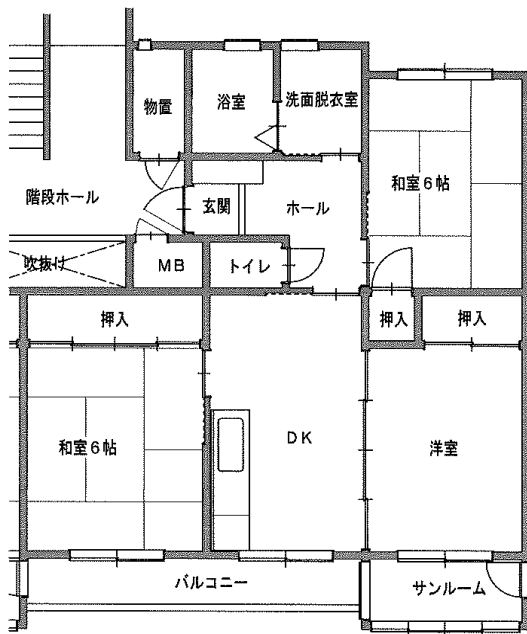 物置
浴室
洗面脱衣室
和室6帖
階段ホール
玄関
ホール
吹抜け
MB
トイレ
押入
押入
押入
和室6帖
DK
洋室
バルコニー
サンルーム